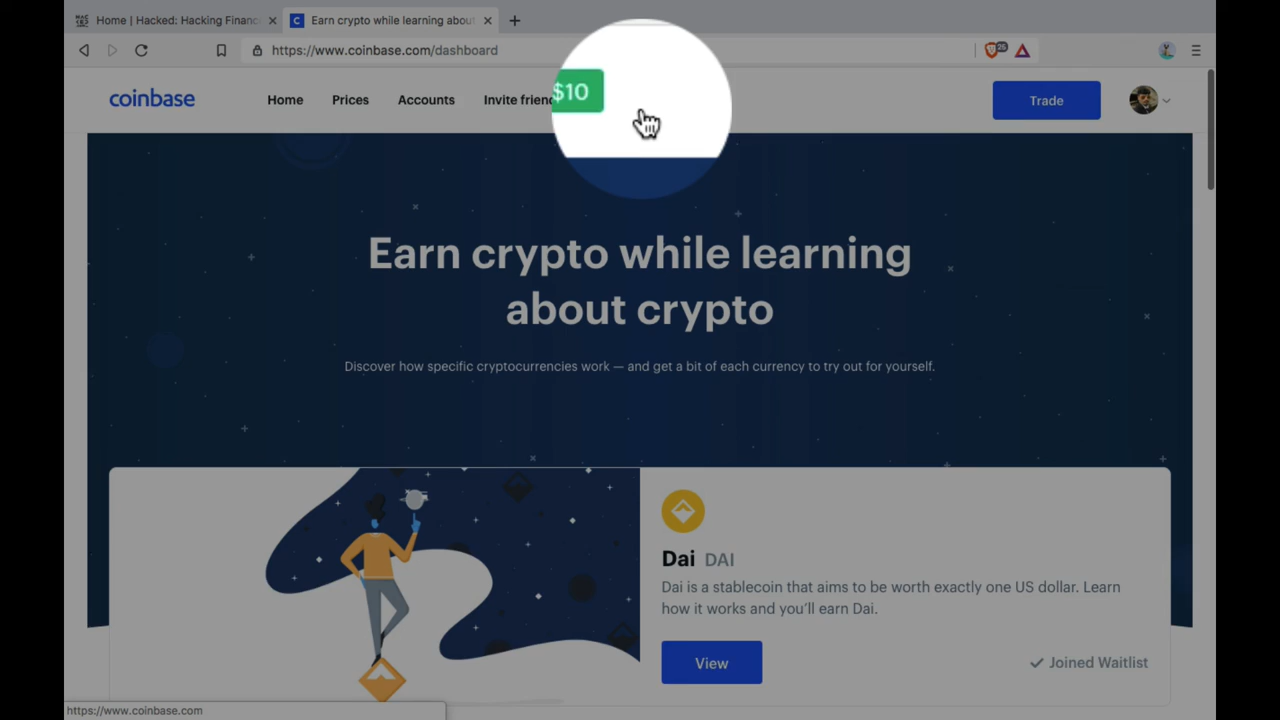 Home | Hacked: Hacking Financ
Earn crypto while learning abou
https://www.coinbase.com/dashboard
25
coinbase
Home
Prices
Accounts
Invite friend
$10
Trade
Earn crypto while learning
about crypto
Discover how specific cryptocurrencies work — and get a bit of each currency to try out for yourself.
Dai DAI
Dai is a stablecoin that aims to be worth exactly one US dollar. Learn
how it works and you'll earn Dai.
View
Joined Waitlist
https://www.coinbase.com